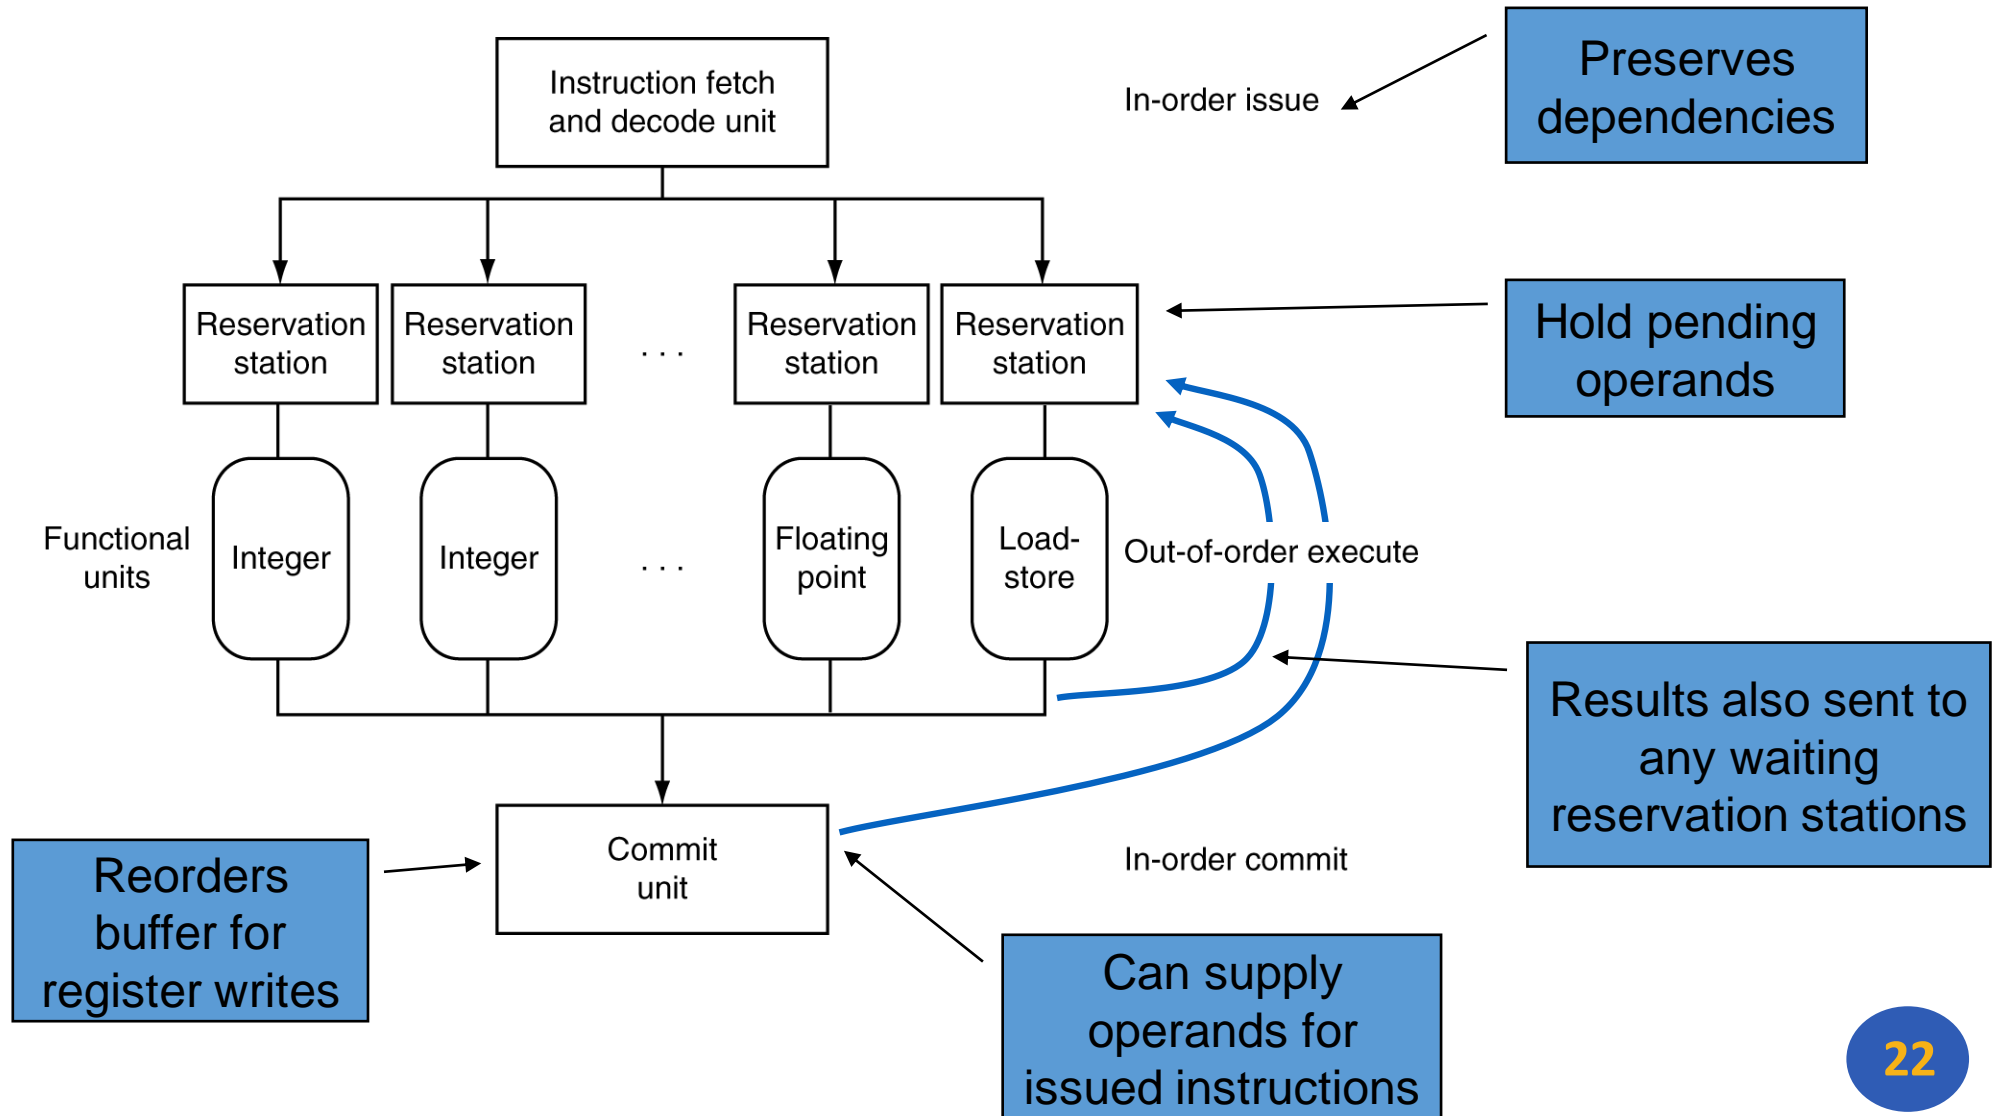 Instruction fetch
and decode unit
In-order issue
Preserves
dependencies
Reservation
station
Reservation
station
. . .
Reservation
station
Reservation
station
Hold pending
operands
Functional
units
Integer
Integer
. . .
Floating
point
Load-
store
Out-of-order execute
Results also sent to
any waiting
reservation stations
Commit
unit
In-order commit
Reorders
buffer for
register writes
Can supply
operands for
issued instructions
22